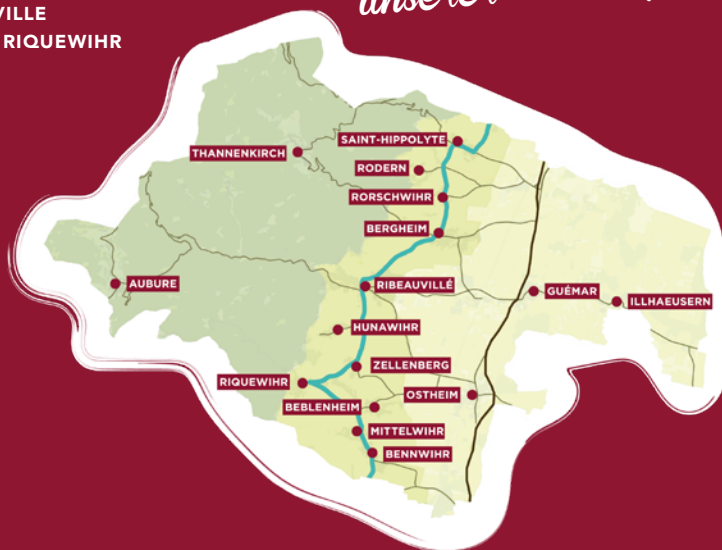 VILLE
RIQUEWIHR
SAINT-HIPPOLYTE
THANNENKIRCH
RODERN
RORSCHWIHR
BERGHEIM
AUBURE
RIBEAUVILLÉ
GUÉMAR
ILLHAEUSERN
HUNAWIHR
ZELLENBERG
RIQUEWIHR
OSTHEIM
BEBLENHEIM
MITTELWIHR
BENNWIHR